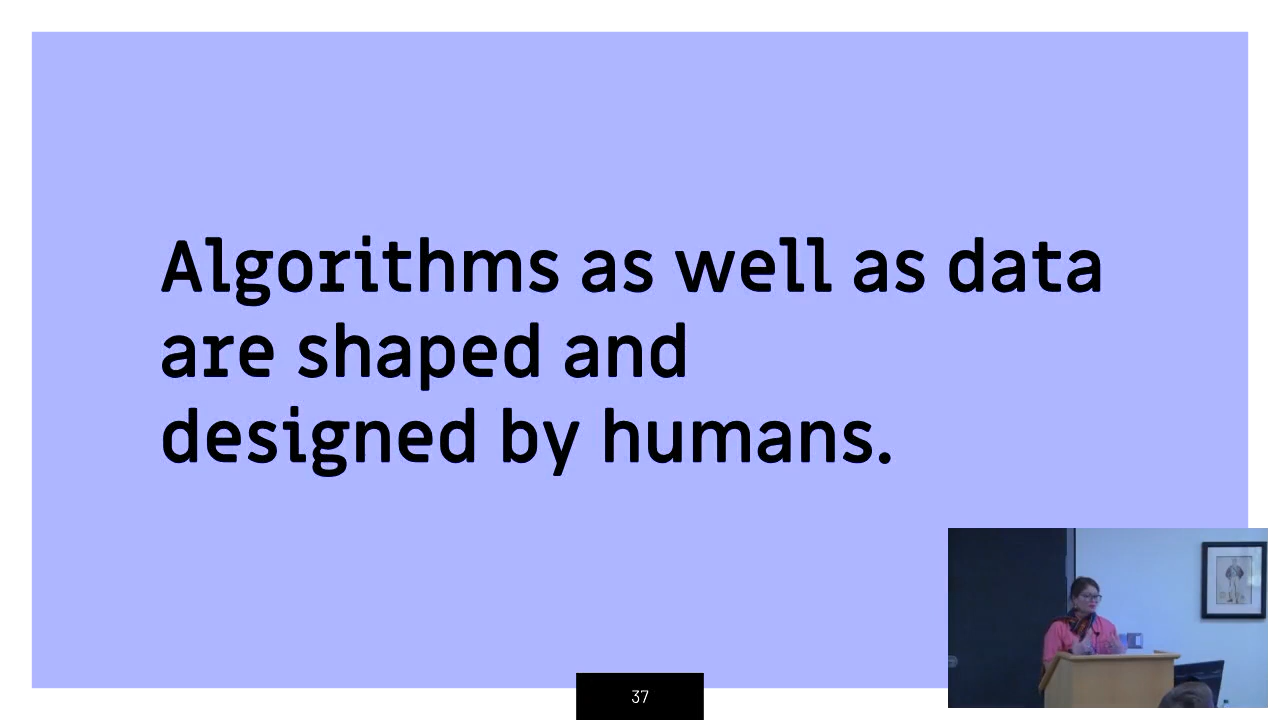 Algorithms as well as data
are shaped and
designed by humans.
37